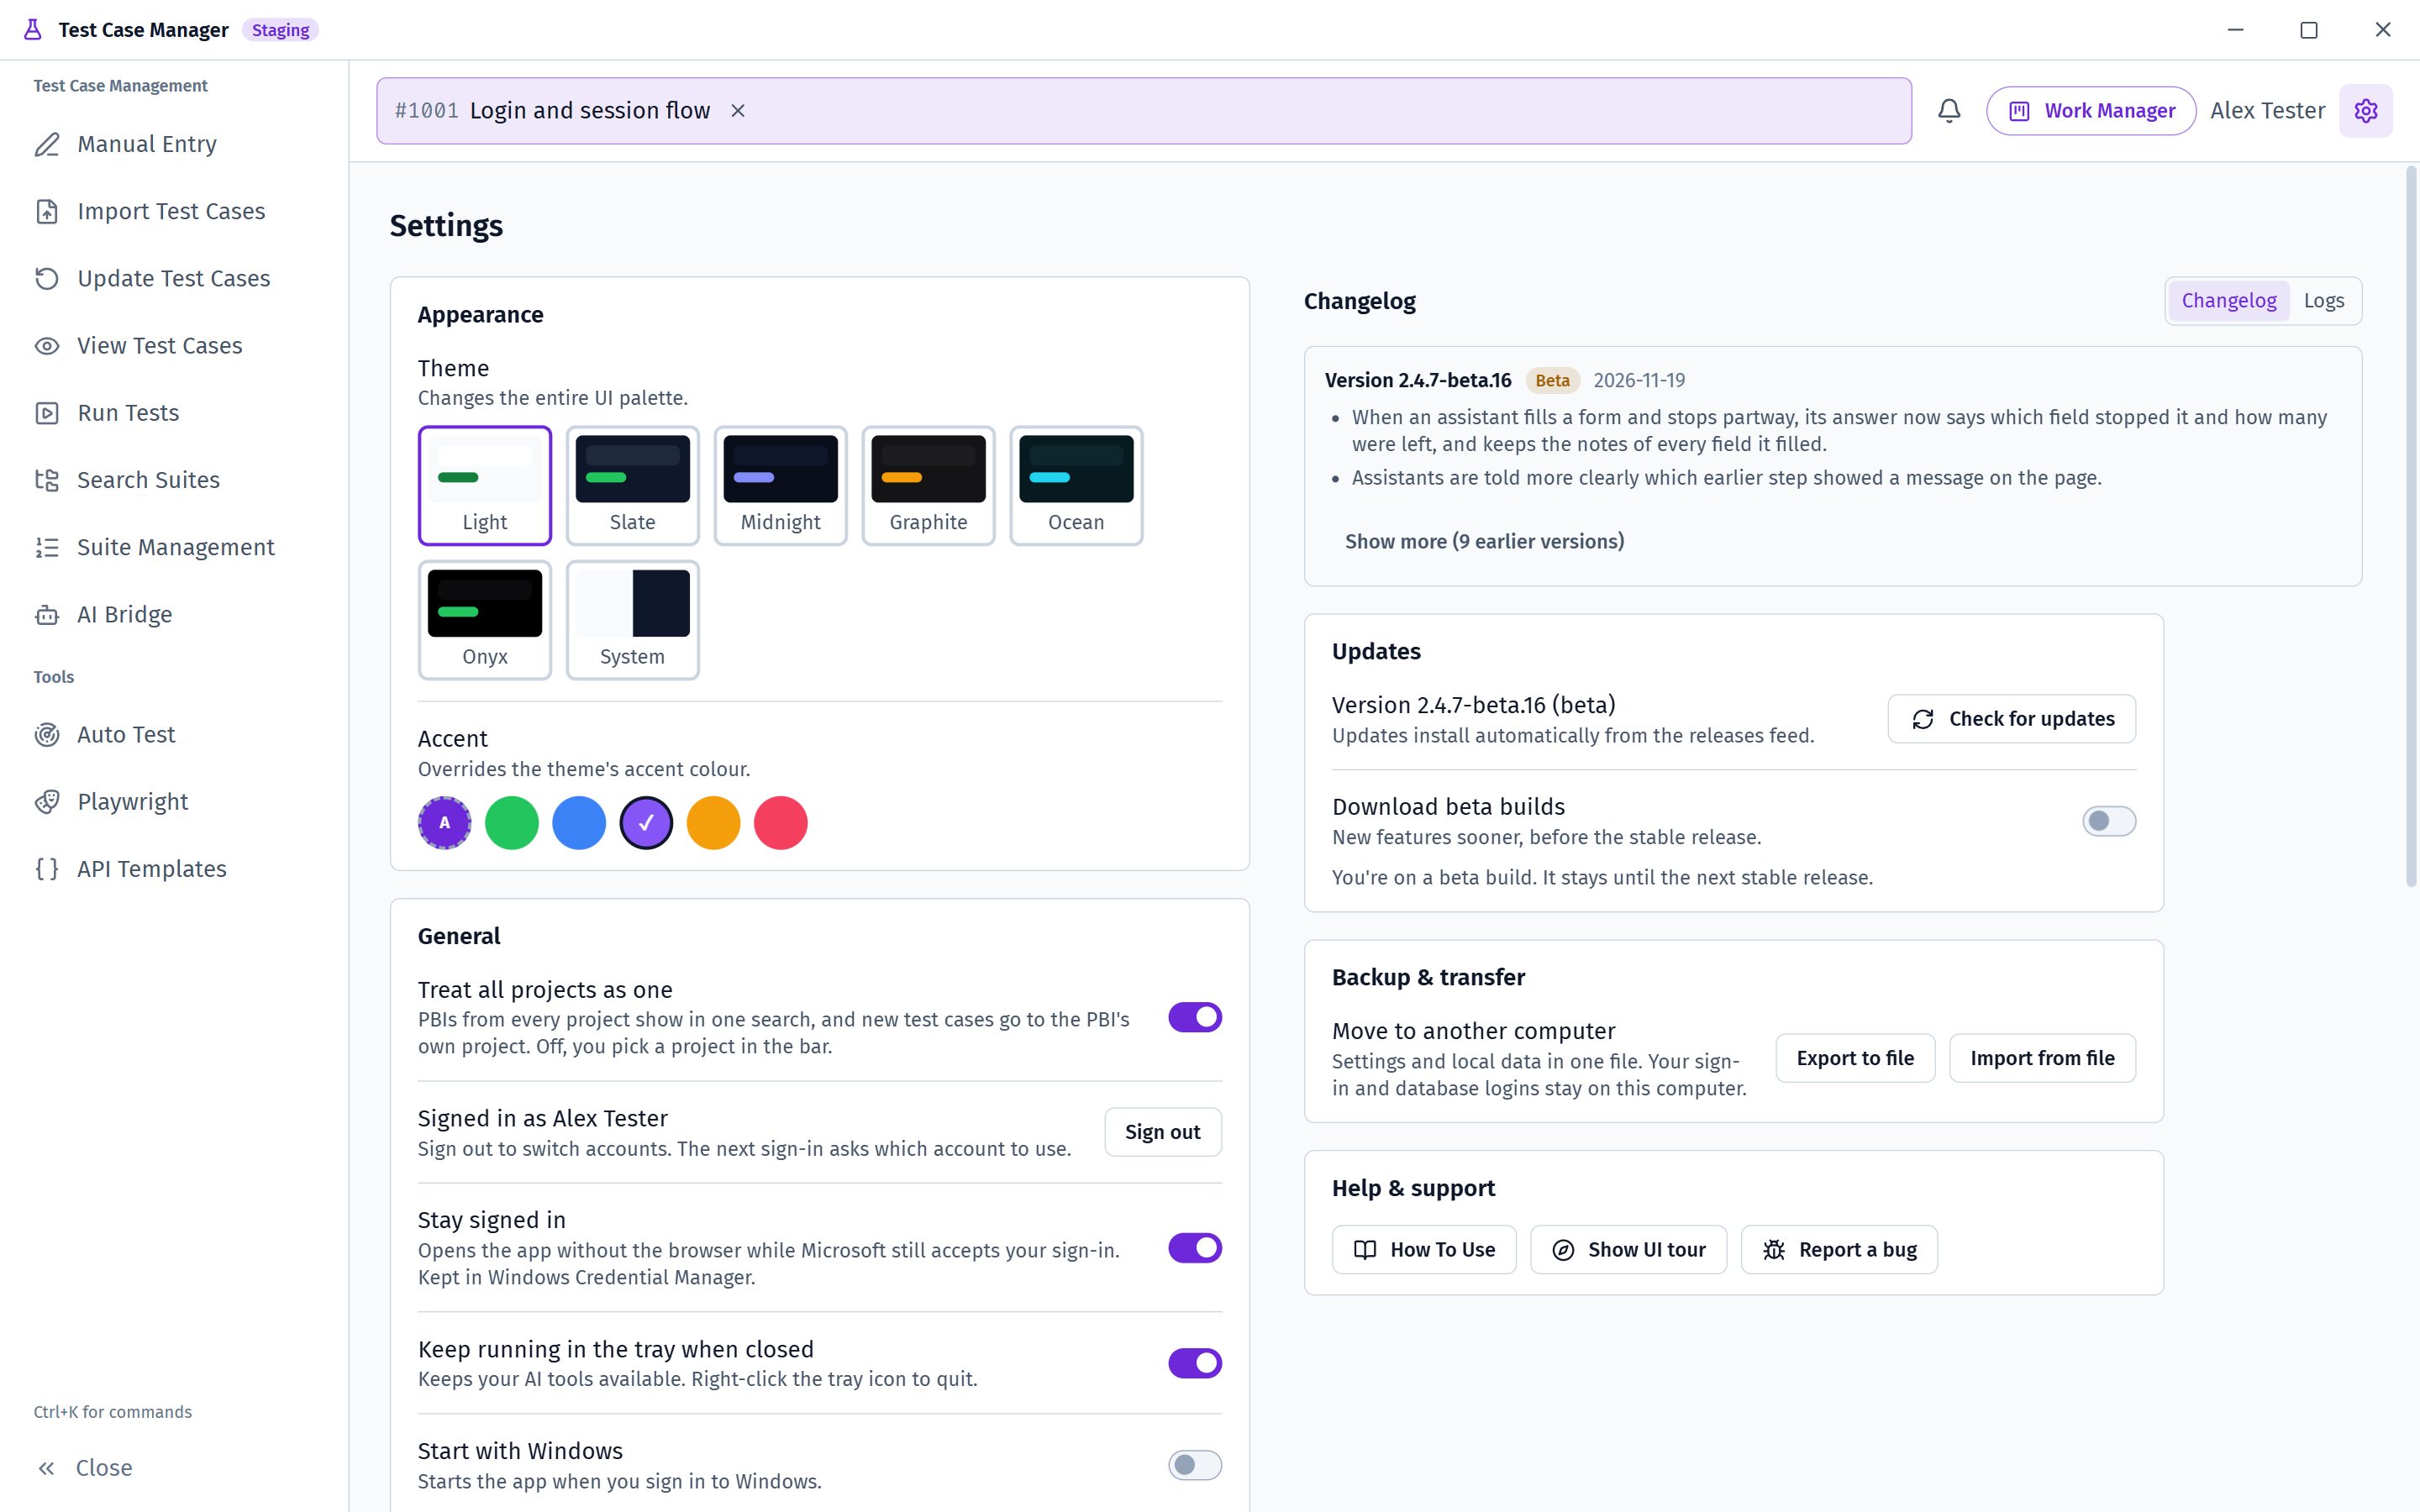 Test Case Manager Staging
Test Case Management
Manual Entry
Import Test Cases
Update Test Cases
View Test Cases
Run Tests
Search Suites
Suite Management
AI Bridge
Tools
Auto Test
Playwright
API Templates
Ctrl+K for commands
Close
#1001 Login and session flow
Work Manager
Alex Tester
Settings
Appearance
Theme
Changes the entire UI palette.
Light
Slate
Midnight
Graphite
Ocean
Onyx
System
Accent
Overrides the theme's accent colour.
A
General
Treat all projects as one
PBIs from every project show in one search, and new test cases go to the PBI's
own project. Off, you pick a project in the bar.
Signed in as Alex Tester
Sign out to switch accounts. The next sign-in asks which account to use.
Sign out
Stay signed in
Opens the app without the browser while Microsoft still accepts your sign-in.
Kept in Windows Credential Manager.
Keep running in the tray when closed
Keeps your AI tools available. Right-click the tray icon to quit.
Start with Windows
Starts the app when you sign in to Windows.
Changelog
Changelog
Logs
Version 2.4.7-beta.16 Beta 2026-11-19
• When an assistant fills a form and stops partway, its answer now says which field stopped it and how many
were left, and keeps the notes of every field it filled.
• Assistants are told more clearly which earlier step showed a message on the page.
Show more (9 earlier versions)
Updates
Version 2.4.7-beta.16 (beta)
Updates install automatically from the releases feed.
Check for updates
Download beta builds
New features sooner, before the stable release.
You're on a beta build. It stays until the next stable release.
Backup & transfer
Move to another computer
Settings and local data in one file. Your sign-
in and database logins stay on this computer.
Export to file
Import from file
Help & support
How To Use
Show UI tour
Report a bug